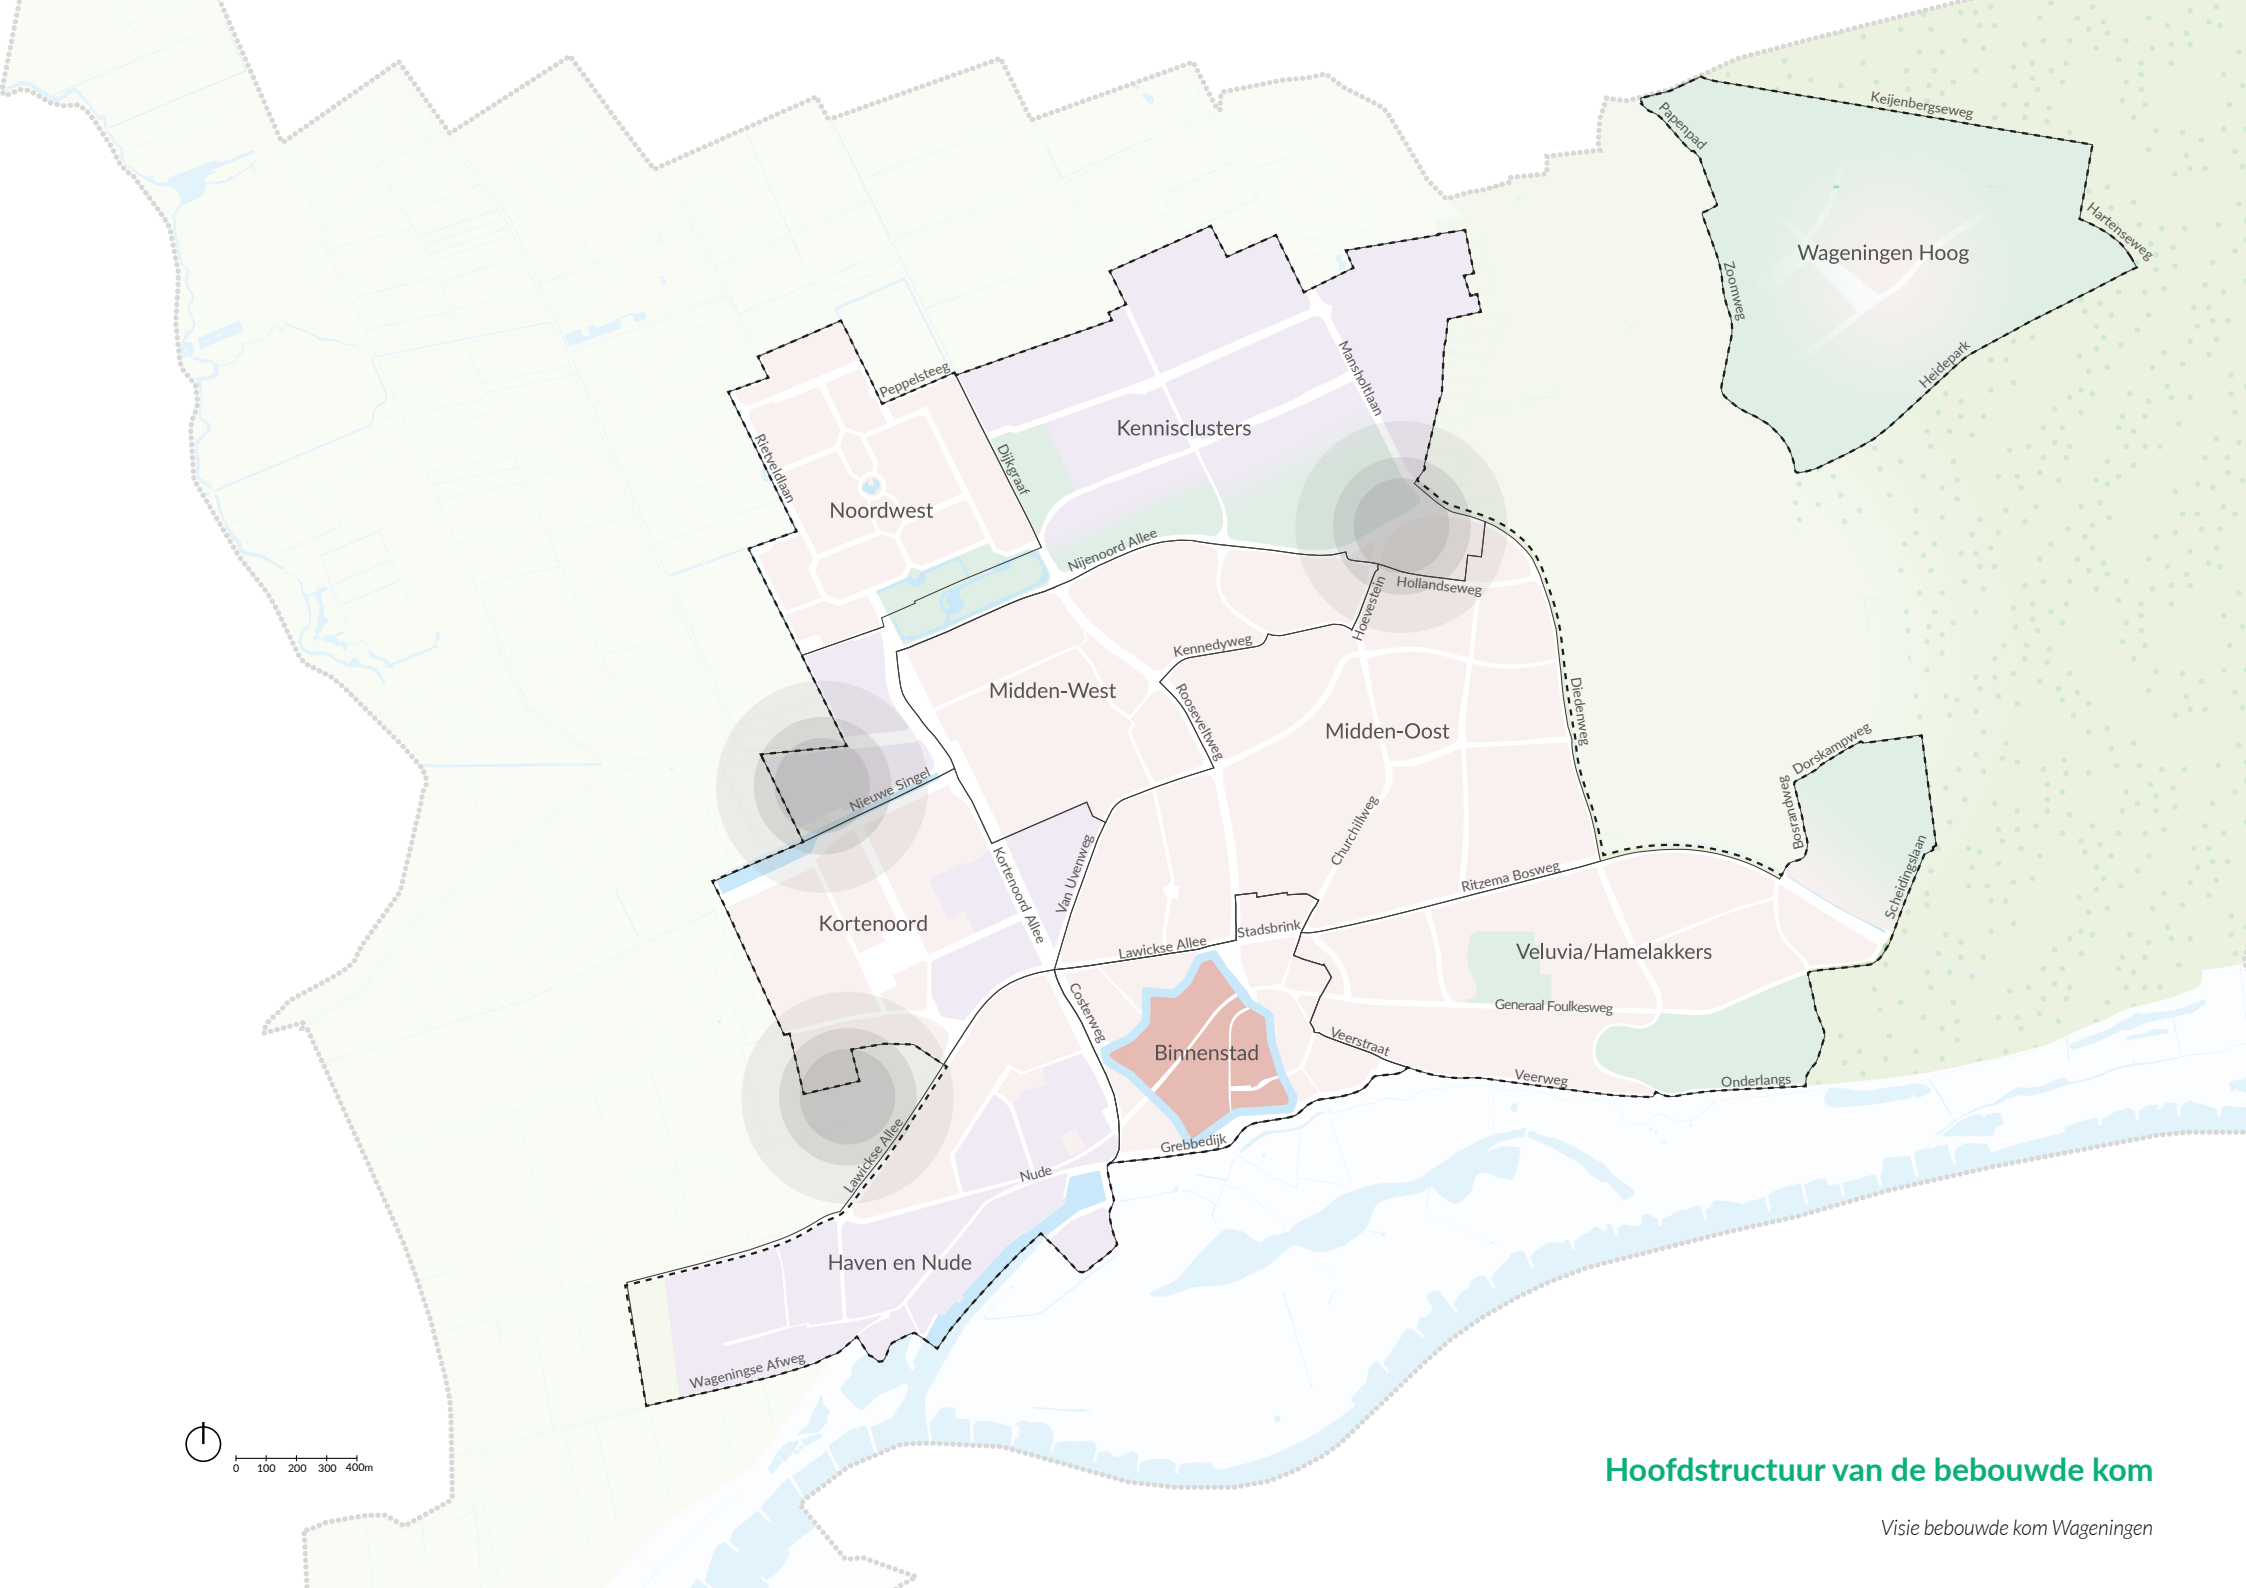 Keijenbergseweg
Papenpad
Hartenseweg
Wageningen Hoog
Zoomweg
Heidepark
Mansholtlaan
Peppelsteeg
Kennisclusters
Rietveldlaan
Dijkgraaf
Noordwest
Nijenoord Allee
Hollandseweg
Hoevestein
Kennedyweg
Midden-West
Rooseveltweg
Midden-Oost
Diedenweg
Dorskampweg
Bosrandweg
Nieuwe Singel
Churchillweg
Scheidingslaan
Van Uvenweg
Kortenoord Allee
Ritzema Bosweg
Kortenoord
Stadsbrink
Lawickse Allee
Veluvia/Hamelakkers
Costerweg
Generaal Foulkesweg
Veerstraat
Binnenstad
Veerweg
Onderlangs
Grebbedijk
Lawickse Allee
Nude
Haven en Nude
Wageningse Afweg
0 100 200 300 400m
Hoofdstructuur van de bebouwde kom
Visie bebouwde kom Wageningen